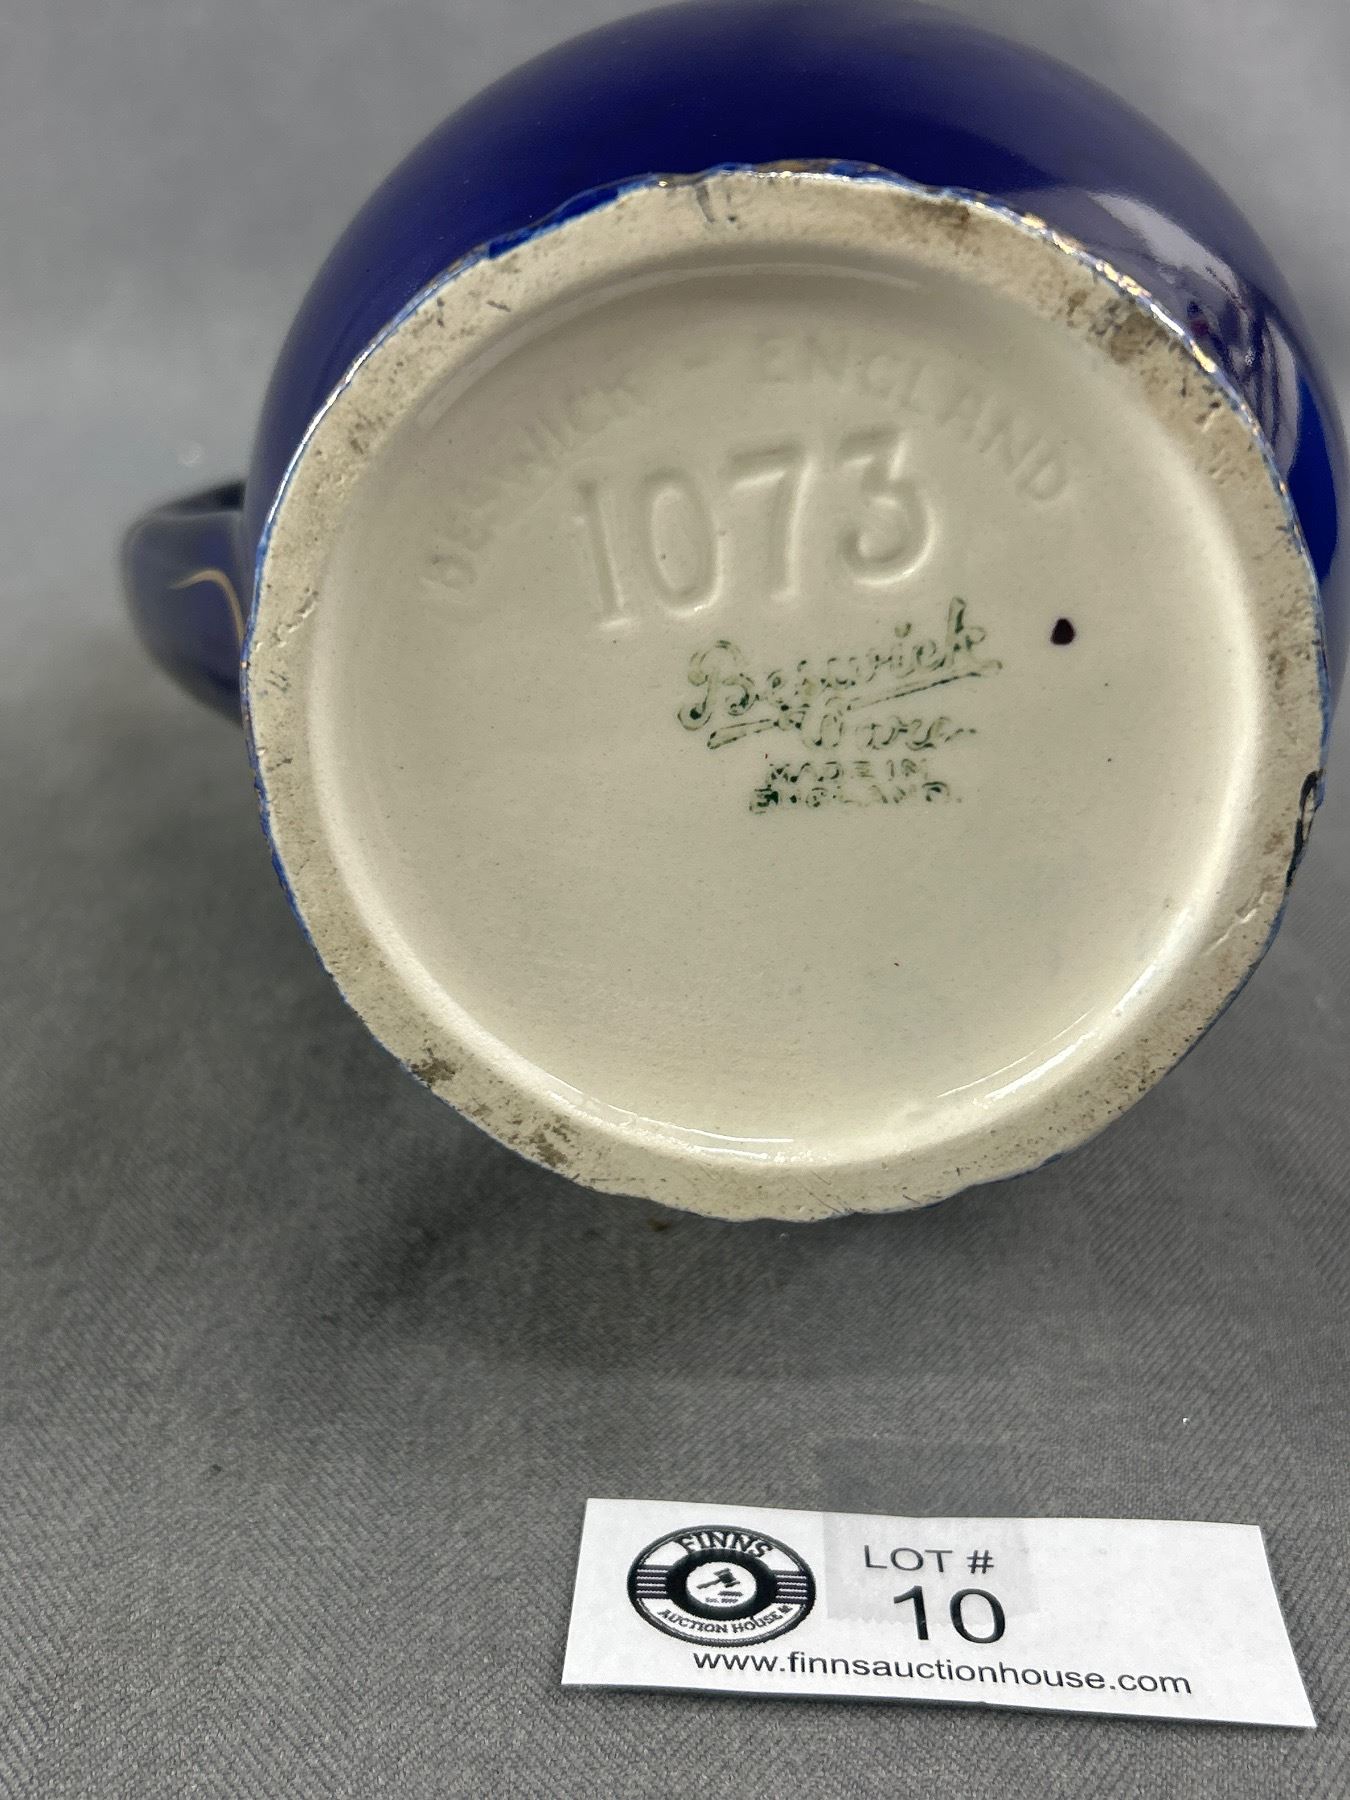 BESWICK - ENGLAND
1073
Beswick
Ware
MADE IN
ENGLAND.
FINNS
AUCTION HOUSE
LOT #
10
www.finnsauctionhouse.com